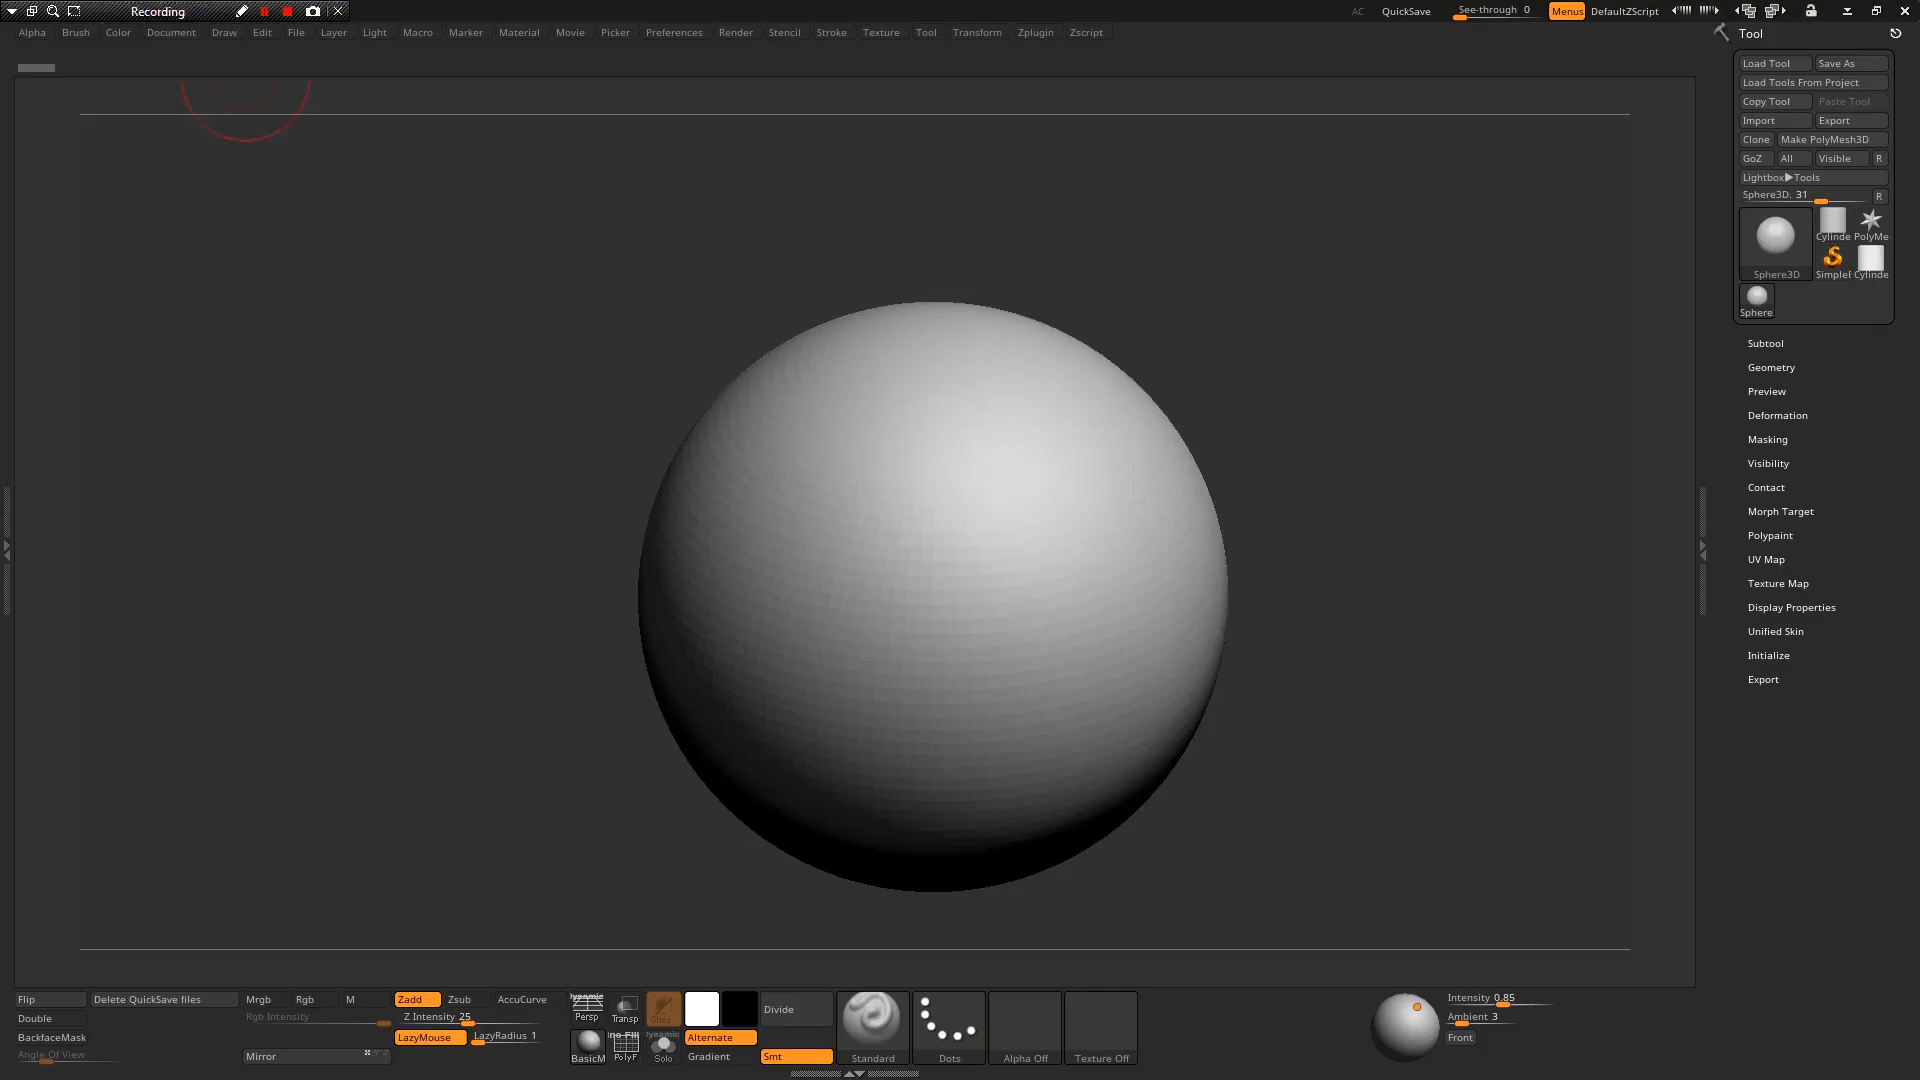 Recording
AC QuickSave See-through 0 Menus DefaultZScript
Alpha Brush Color Document Draw Edit File Layer Light Macro Marker Material Movie Picker Preferences Render Stencil Stroke Texture Tool Transform Zplugin Zscript
Tool
Load Tool Save As
Load Tools From Project
Copy Tool Paste Tool
Import Export
Clone Make PolyMesh3D
GoZ All Visible R
Lightbox▶Tools
Sphere3D. 31 R
Cylinde PolyMe
Sphere3D Simplel Cylinde
Sphere
Subtool
Geometry
Preview
Deformation
Masking
Visibility
Contact
Morph Target
Polypaint
UV Map
Texture Map
Display Properties
Unified Skin
Initialize
Export
Flip Delete QuickSave files Mrgb Rgb M Zadd Zsub AccuCurve
Double Rgb Intensity Z Intensity 25
BackfaceMask LazyMouse LazyRadius 1
Angle Of View Mirror
Persp Transp
BasicM PolyF Solo
Divide
Alternate
Gradient Smt
Standard Dots Alpha Off Texture Off
Intensity 0.85
Ambient 3
Front